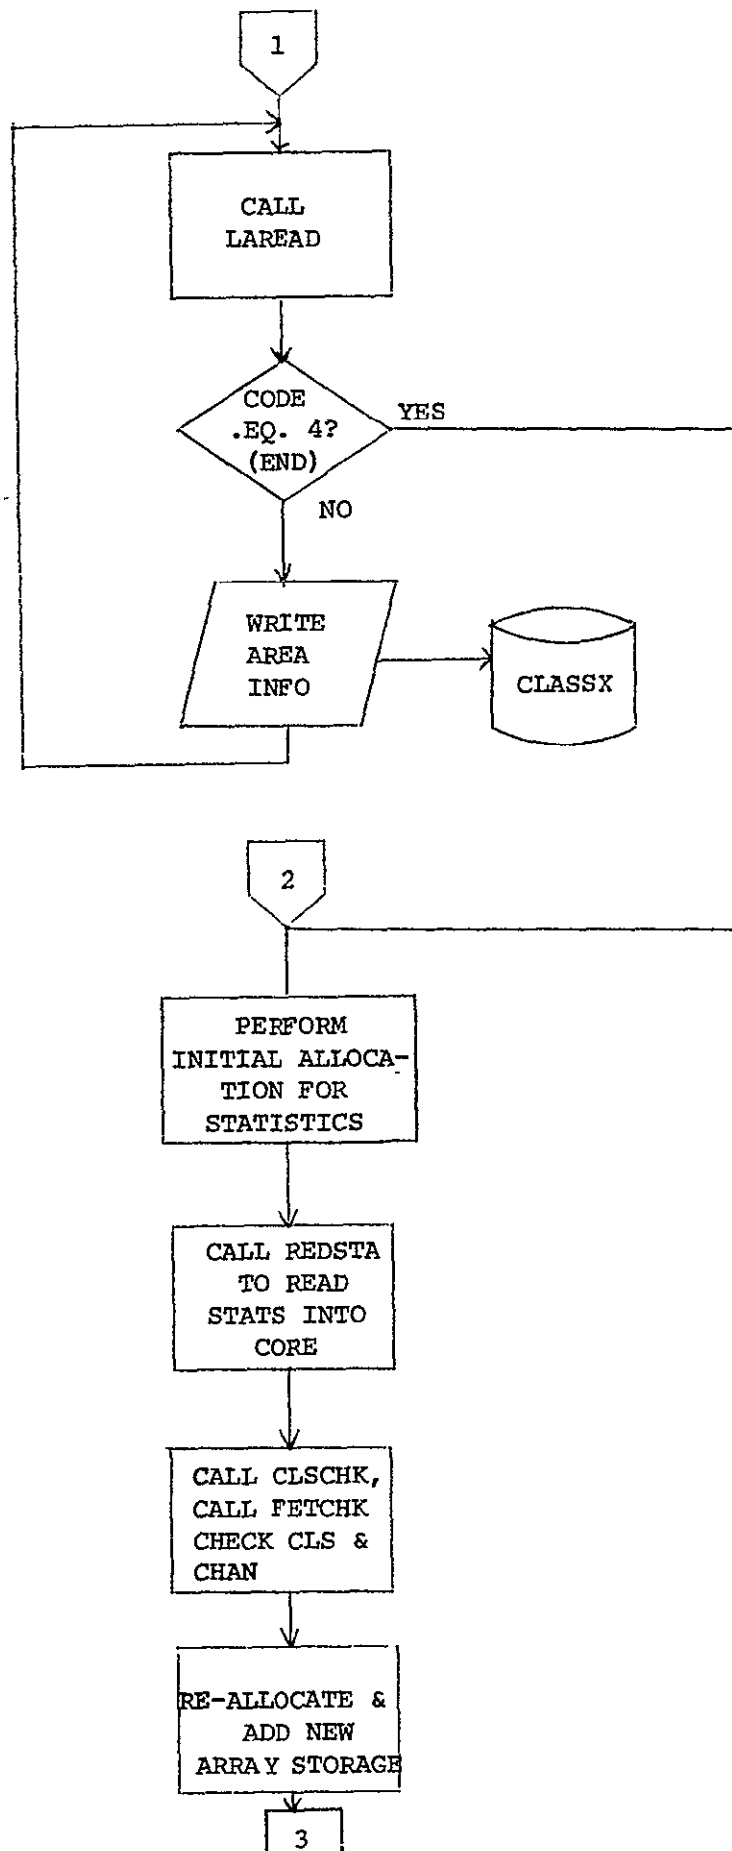 1
CALL
LAREAD
CODE
.EQ. 4?
(END)
YES
NO
WRITE
AREA
INFO
CLASSX
2
PERFORM
INITIAL ALLOCA-
TION FOR
STATISTICS
CALL REDSTA
TO READ
STATS INTO
CORE
CALL CLSCHK,
CALL FETCHK
CHECK CLS &
CHAN
RE-ALLOCATE &
ADD NEW
ARRAY STORAGE
3